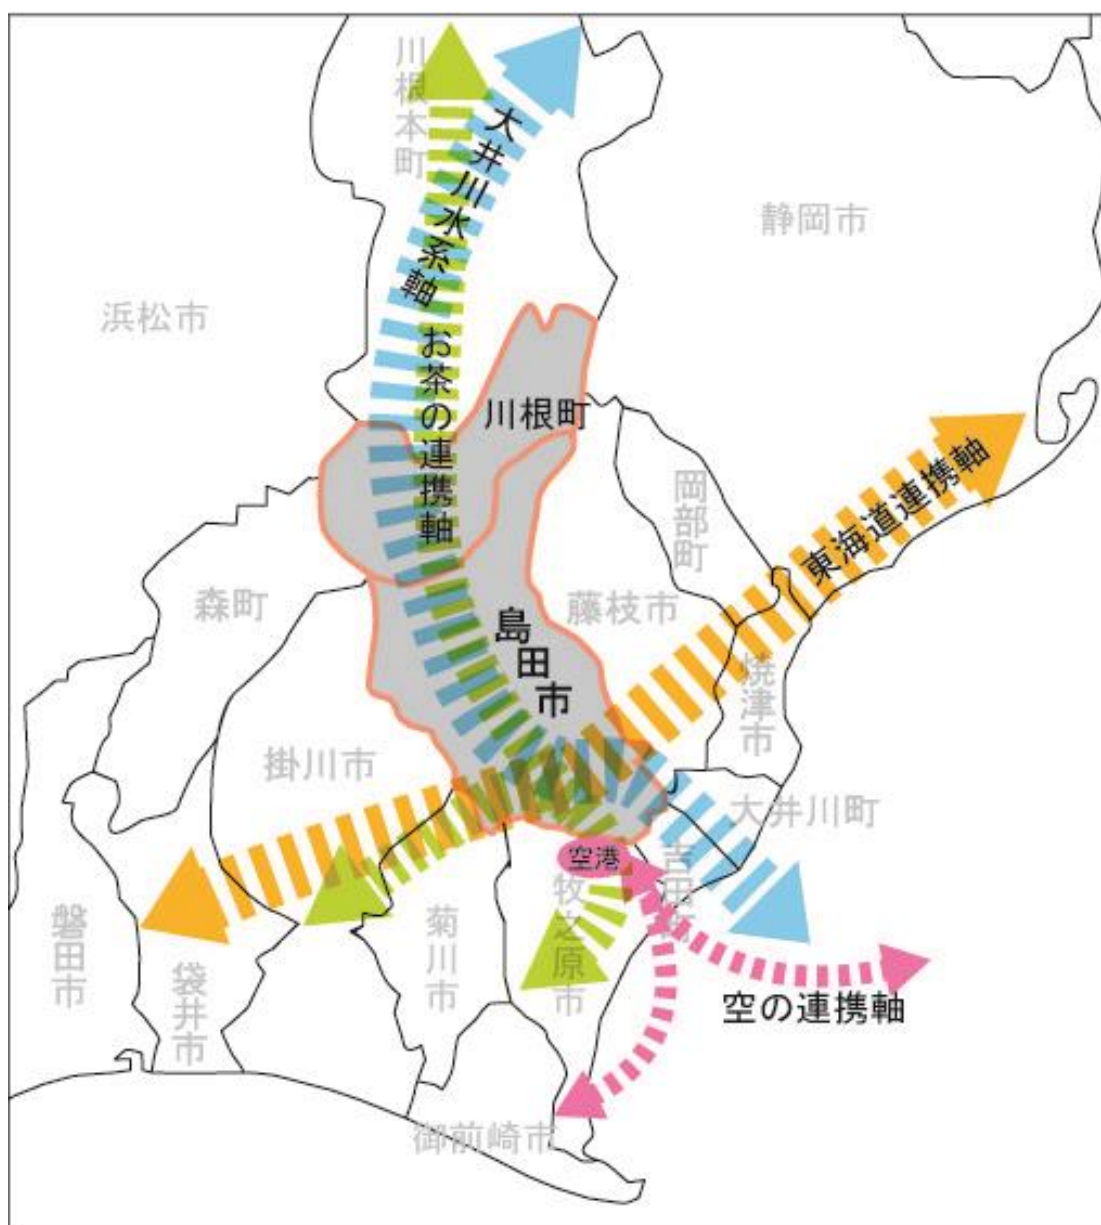 川根本町
大井川水系軸
静岡市
浜松市
お茶の連携軸
川根町
岡部町
東海道連携軸
森町
藤枝市
島田市
焼津市
掛川市
大井川町
空港
吉田町
牧之原市
菊川市
磐田市
袋井市
空の連携軸
御前崎市